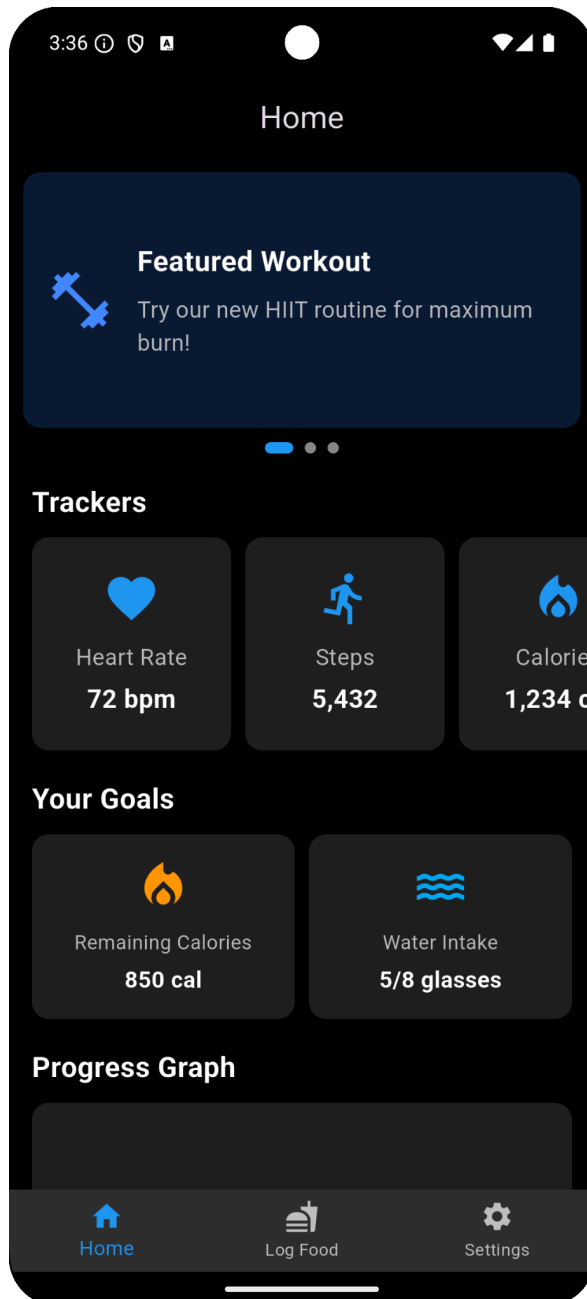 3:36
Home
Featured Workout
Try our new HIIT routine for maximum
burn!
Trackers
Heart Rate
72 bpm
Steps
5,432
Calorie
1,234 c
Your Goals
Remaining Calories
850 cal
Water Intake
5/8 glasses
Progress Graph
Home
Log Food
Settings